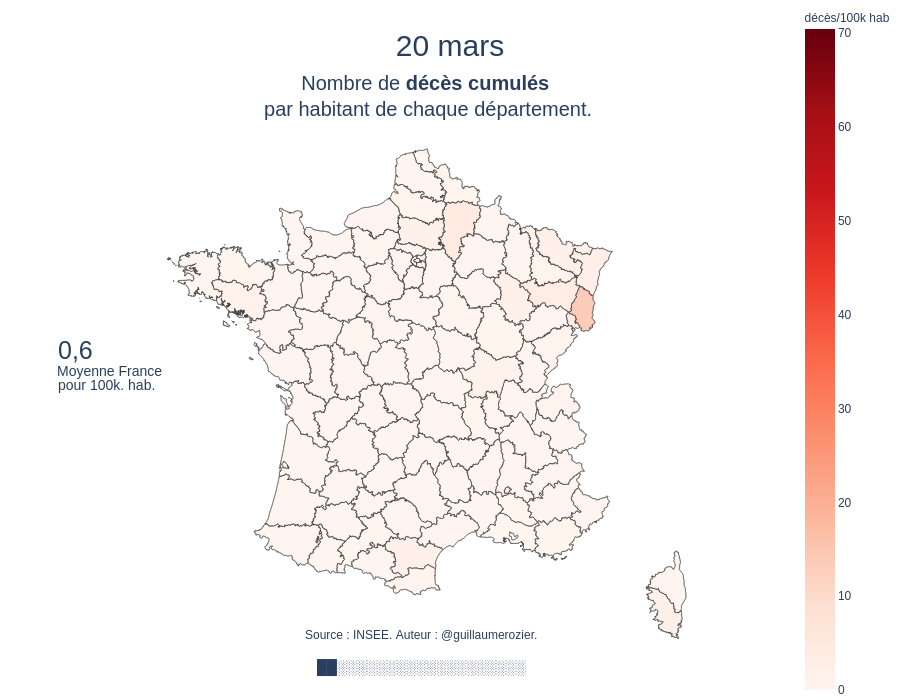 20 mars
Nombre de décès cumulés
par habitant de chaque département.
décès/100k hab
70
60
50
40
30
20
10
0
0,6
Moyenne France
pour 100k. hab.
Source : INSEE. Auteur : @guillaumerozier.